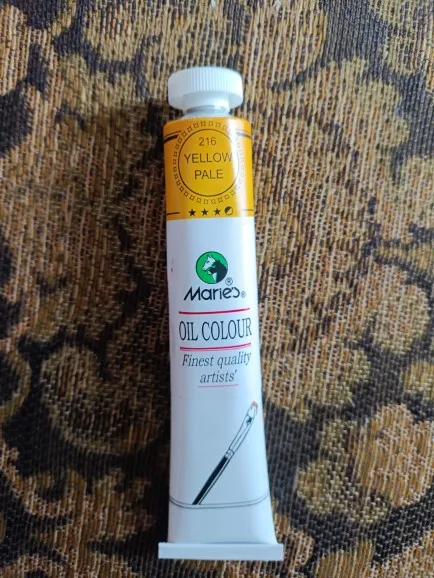 216
YELLOW
PALE
Marie's®
OIL COLOUR
Finest quality
artists'